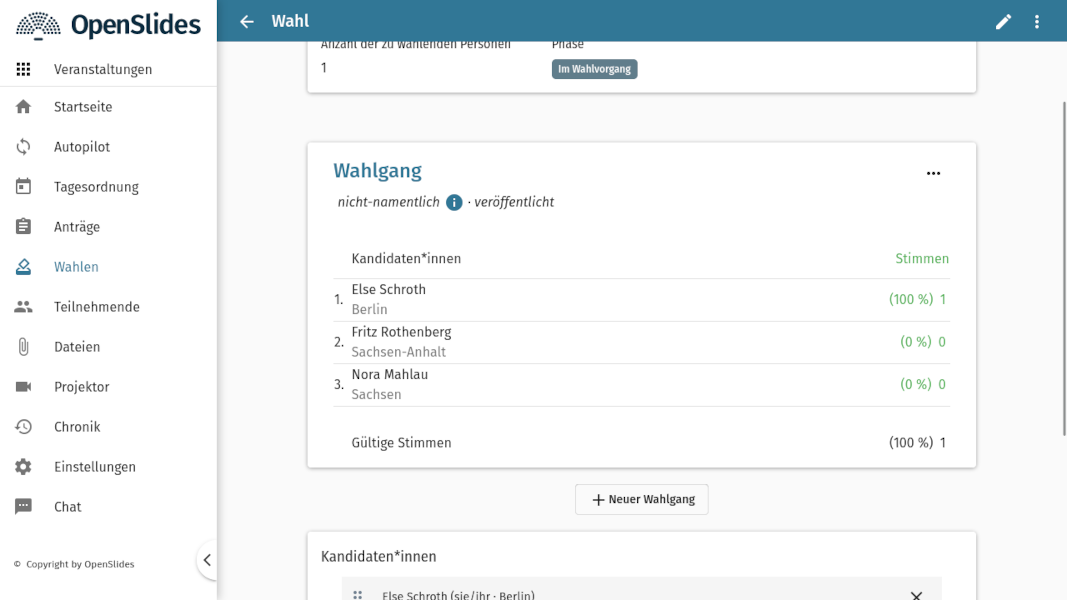 OpenSlides
Wahl
Veranstaltungen
Startseite
Autopilot
Tagesordnung
Anträge
Wahlen
Teilnehmende
Dateien
Projektor
Chronik
Einstellungen
Chat
© Copyright by OpenSlides
Anzahl der zu wählenden Personen
Phase
1
Im Wahlvorgang
Wahlgang
nicht-namentlich · veröffentlicht
Kandidaten*innen Stimmen
1. Else Schroth (100 %) 1
Berlin
2. Fritz Rothenberg (0 %) 0
Sachsen-Anhalt
3. Nora Mahlau (0 %) 0
Sachsen
Gültige Stimmen (100 %) 1
Neuer Wahlgang
Kandidaten*innen
Else Schroth (sie/ihr · Berlin)